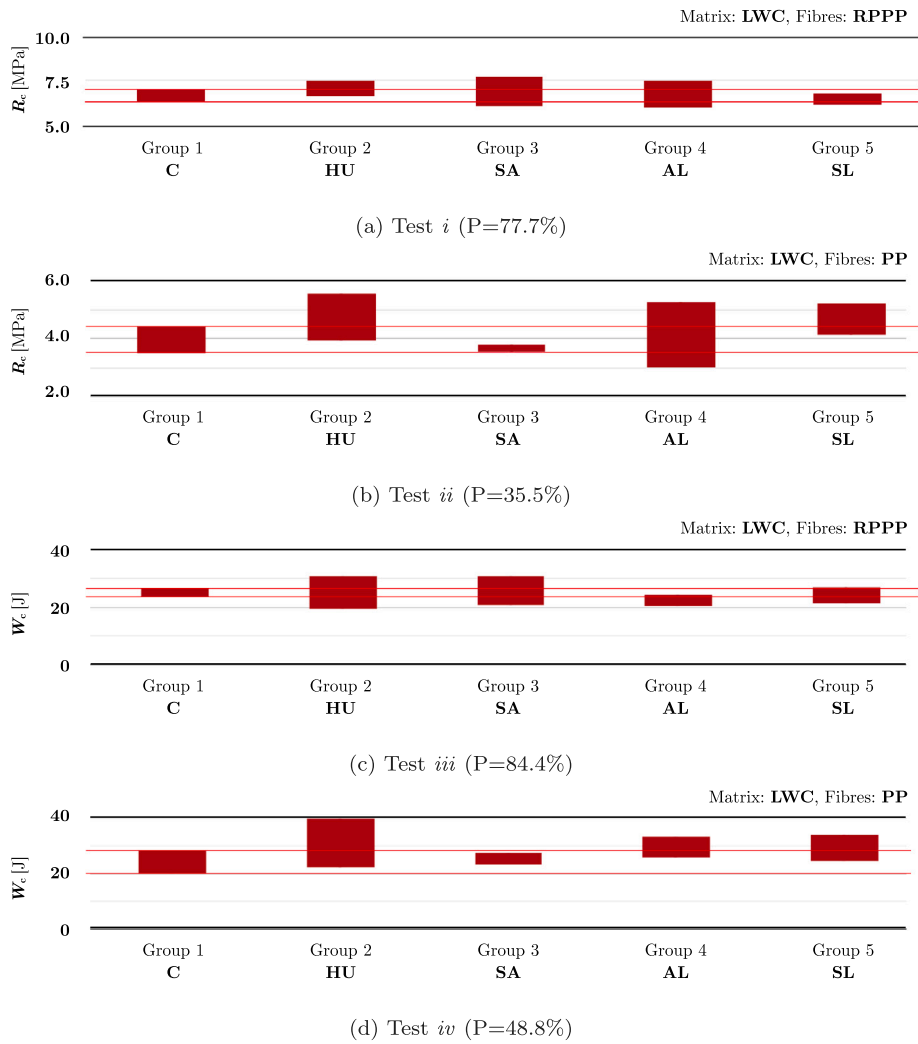 Matrix: LWC, Fibres: RPPP
10.0
7.5
5.0
R_c [MPa]
Group 1 Group 2 Group 3 Group 4 Group 5
C HU SA AL SL
(a) Test i (P=77.7%)
Matrix: LWC, Fibres: PP
6.0
4.0
2.0
R_c [MPa]
Group 1 Group 2 Group 3 Group 4 Group 5
C HU SA AL SL
(b) Test ii (P=35.5%)
Matrix: LWC, Fibres: RPPP
40
20
0
W_c [J]
Group 1 Group 2 Group 3 Group 4 Group 5
C HU SA AL SL
(c) Test iii (P=84.4%)
Matrix: LWC, Fibres: PP
40
20
0
W_c [J]
Group 1 Group 2 Group 3 Group 4 Group 5
C HU SA AL SL
(d) Test iv (P=48.8%)